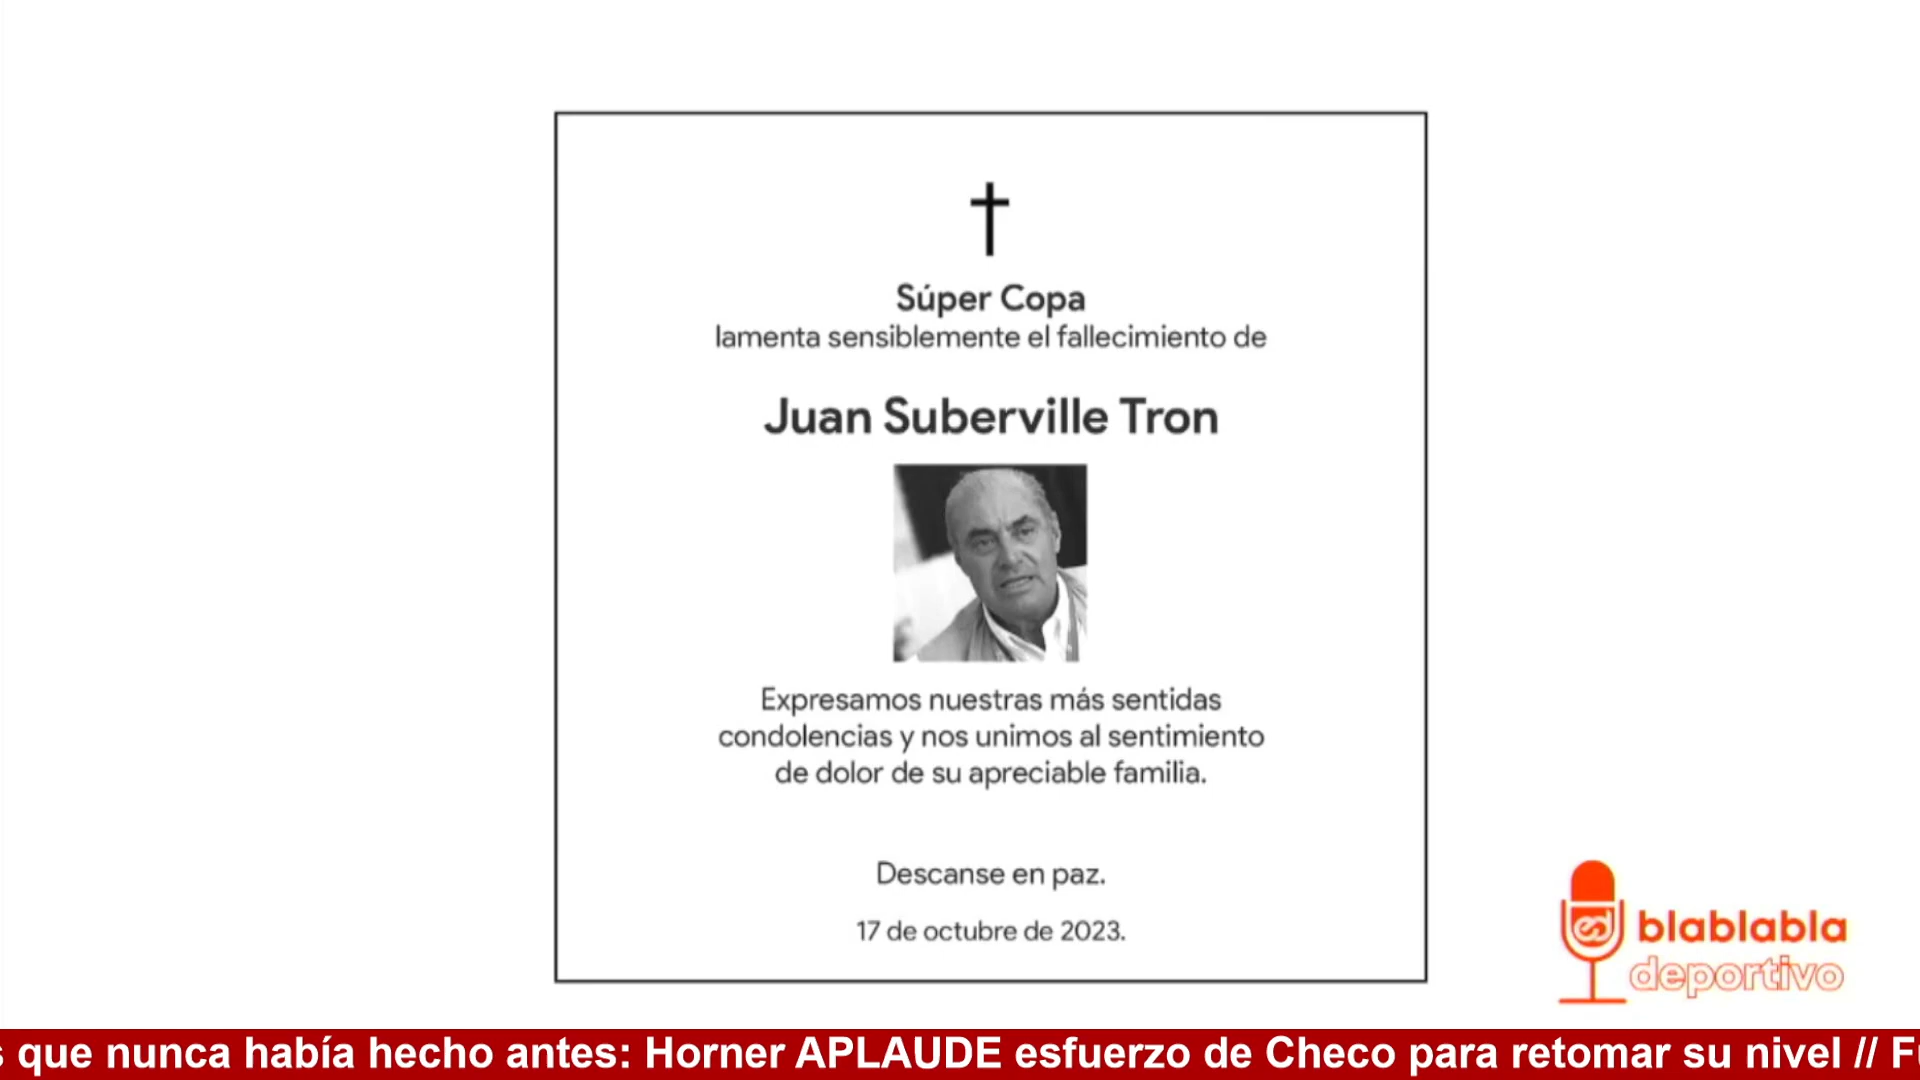 Súper Copa
lamenta sensiblemente el fallecimiento de
Juan Suberville Tron
Expresamos nuestras más sentidas
condolencias y nos unimos al sentimiento
de dolor de su apreciable familia.
Descanse en paz.
17 de octubre de 2023.
blablabla
deportivo
que nunca había hecho antes: Horner APLAUDE esfuerzo de Checo para retomar su nivel //